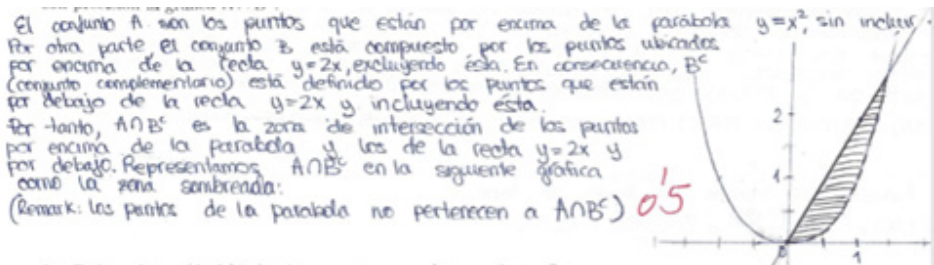 El conjunto A son los puntos que están por encima de la parábola y=x², sin incluir.
Por otra parte, el conjunto B está compuesto por los puntos ubicados
por encima de la recta y=2x, excluyendo ésta. En consecuencia, Bᶜ
(conjunto complementario) está definido por los puntos que están
por debajo de la recta y=2x y incluyendo ésta.
Por tanto, A∩Bᶜ es la zona de intersección de los puntos
por encima de la parabola y los de la recta y=2x y
por debajo. Representamos A∩Bᶜ en la siguiente gráfica
como la zona sombreada:
(Remark: los puntos de la parabola no pertenecen a A∩Bᶜ) 0'5
2
1
0 1